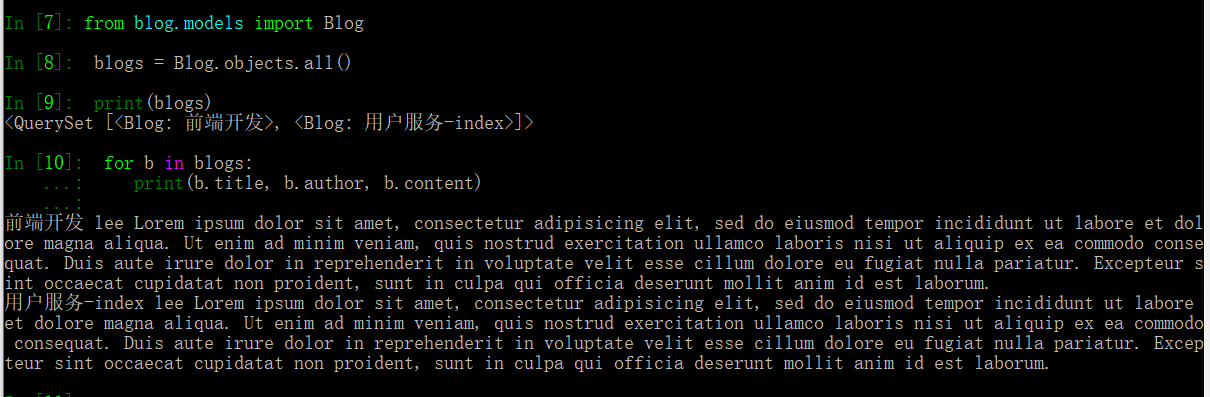 In [7]: from blog.models import Blog
In [8]:  blogs = Blog.objects.all()
In [9]:  print(blogs)
<QuerySet [<Blog: 前端开发>, <Blog: 用户服务-index>]>
In [10]:  for b in blogs:
    ...:     print(b.title, b.author, b.content)
    ...:
前端开发 lee Lorem ipsum dolor sit amet, consectetur adipisicing elit, sed do eiusmod tempor incididunt ut labore et dol
ore magna aliqua. Ut enim ad minim veniam, quis nostrud exercitation ullamco laboris nisi ut aliquip ex ea commodo conse
quat. Duis aute irure dolor in reprehenderit in voluptate velit esse cillum dolore eu fugiat nulla pariatur. Excepteur s
int occaecat cupidatat non proident, sunt in culpa qui officia deserunt mollit anim id est laborum.
用户服务-index lee Lorem ipsum dolor sit amet, consectetur adipisicing elit, sed do eiusmod tempor incididunt ut labore
et dolore magna aliqua. Ut enim ad minim veniam, quis nostrud exercitation ullamco laboris nisi ut aliquip ex ea commodo
 consequat. Duis aute irure dolor in reprehenderit in voluptate velit esse cillum dolore eu fugiat nulla pariatur. Excep
teur sint occaecat cupidatat non proident, sunt in culpa qui officia deserunt mollit anim id est laborum.